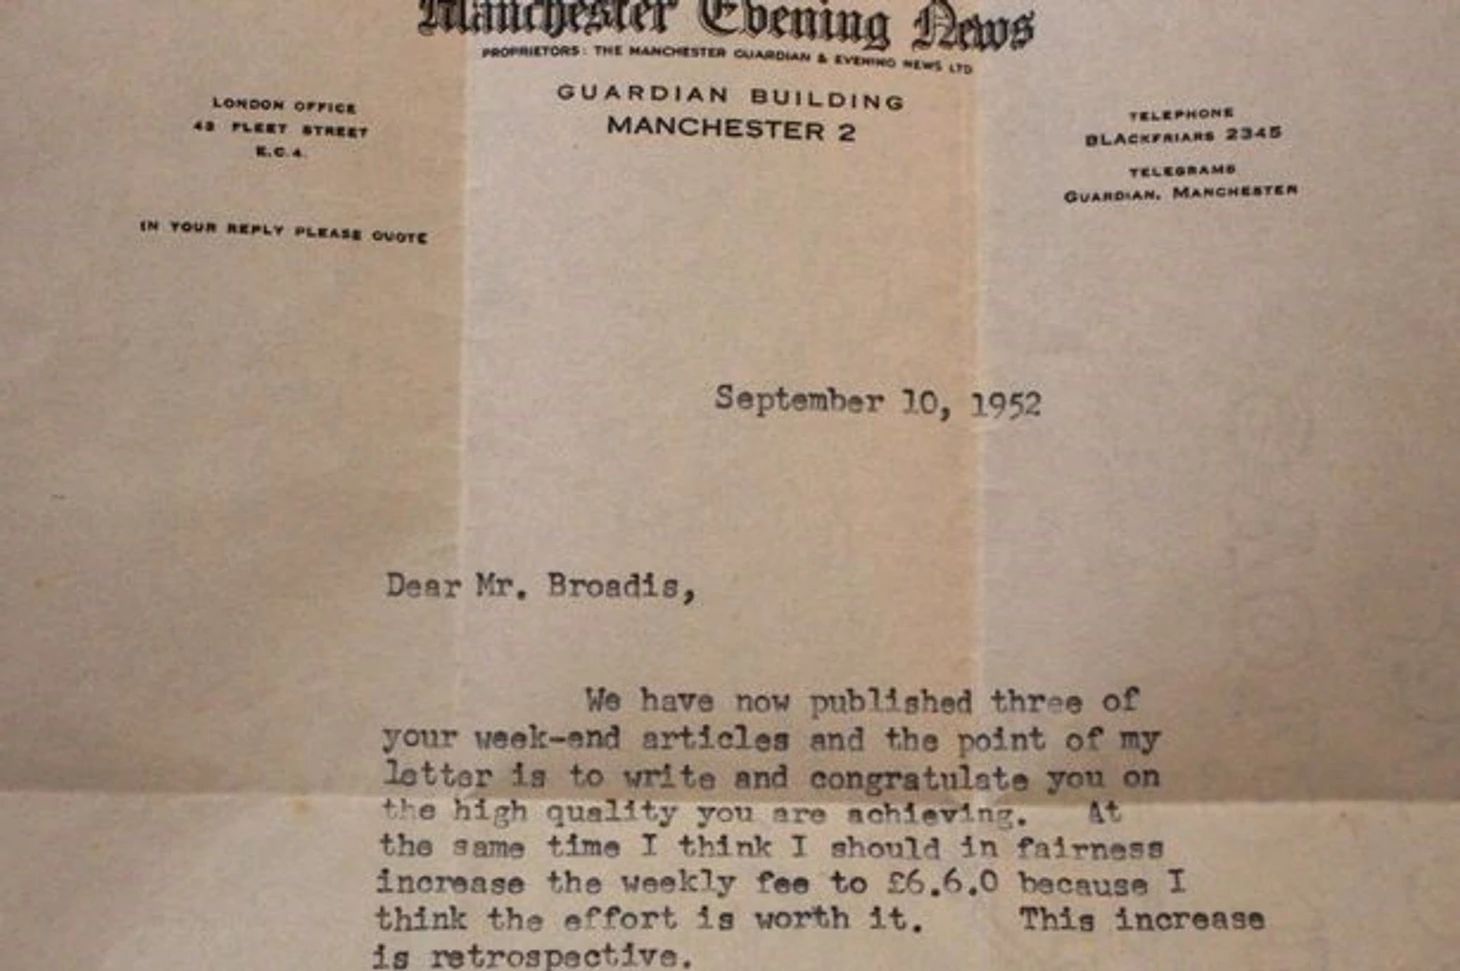 Manchester Evening News
PROPRIETORS: THE MANCHESTER GUARDIAN & EVENING NEWS LTD
GUARDIAN BUILDING
MANCHESTER 2
LONDON OFFICE
43 FLEET STREET
E.C.4.
IN YOUR REPLY PLEASE QUOTE
TELEPHONE
BLACKFRIARS 2345
TELEGRAMS
GUARDIAN, MANCHESTER
September 10, 1952
Dear Mr. Broadis,
We have now published three of
your week-end articles and the point of my
letter is to write and congratulate you on
the high quality you are achieving. At
the same time I think I should in fairness
increase the weekly fee to £6.6.0 because I
think the effort is worth it. This increase
is retrospective.